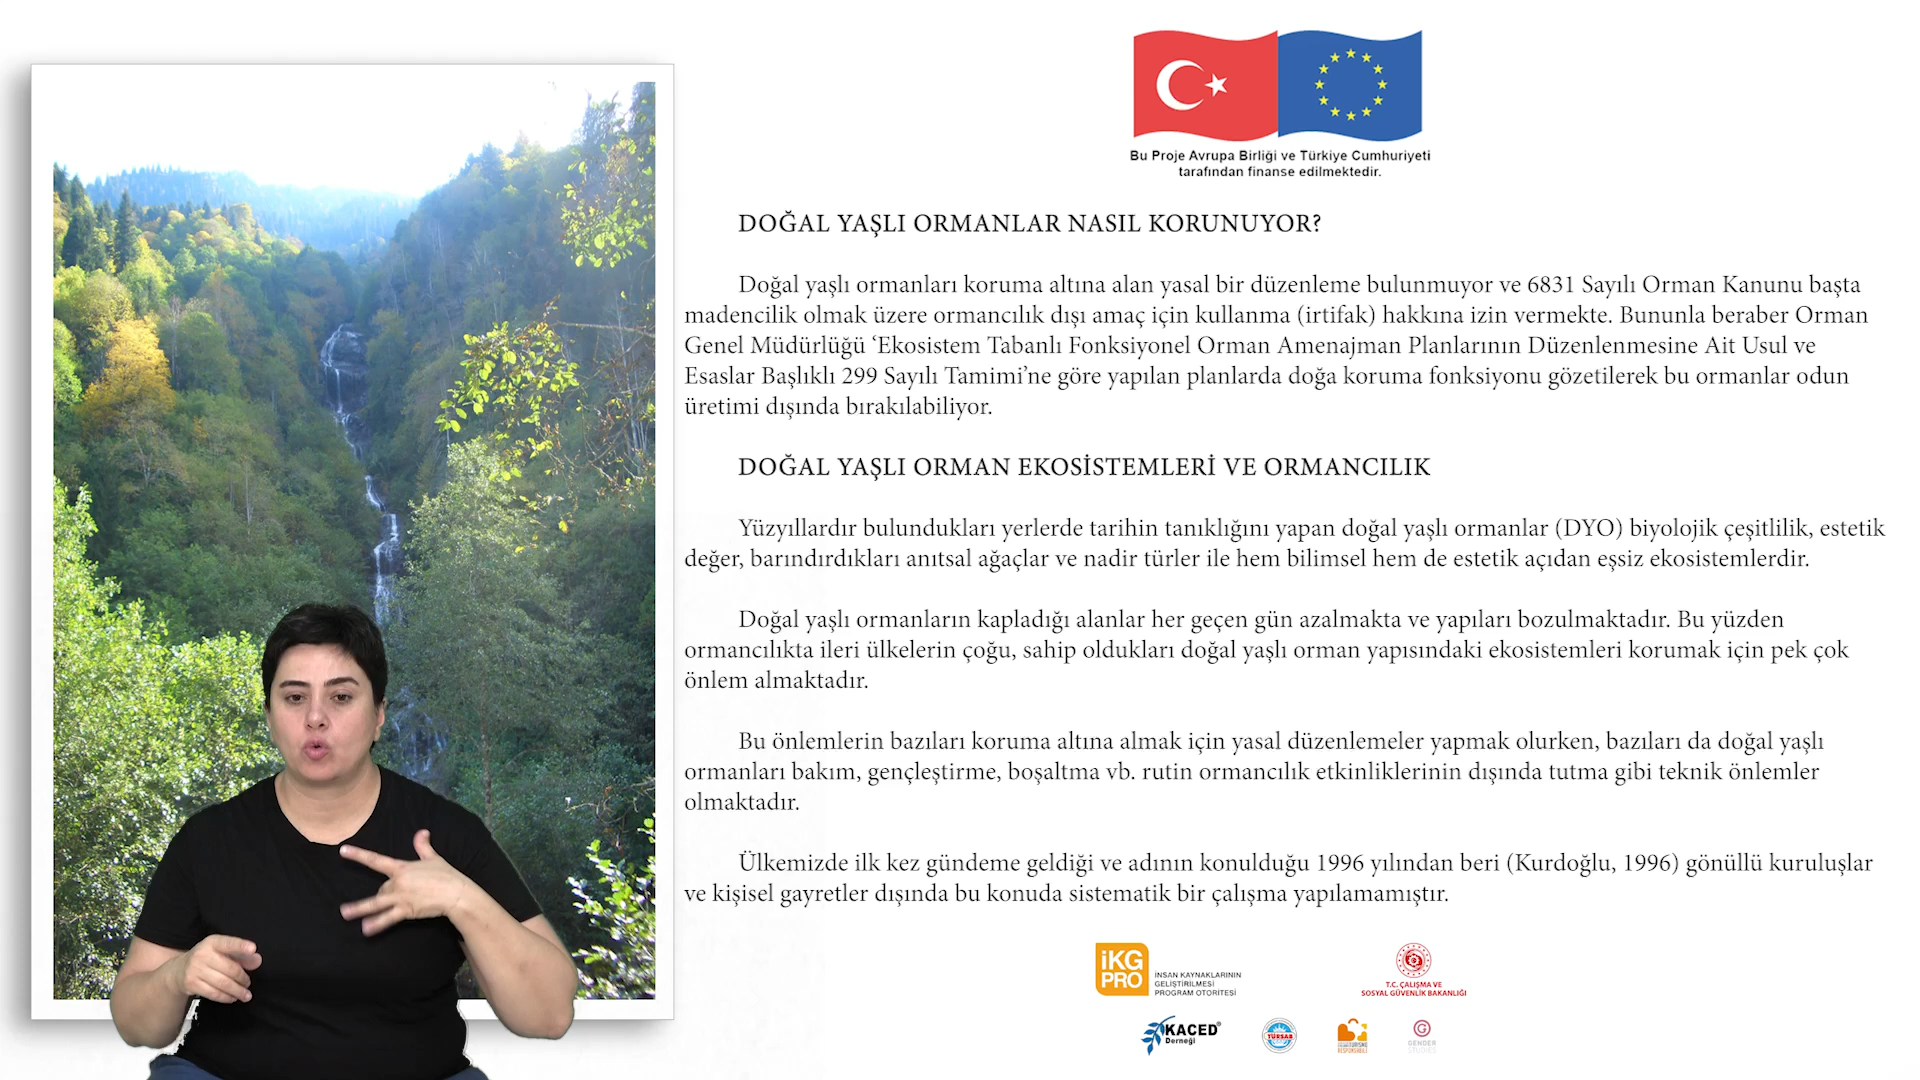 Bu Proje Avrupa Birliği ve Türkiye Cumhuriyeti
tarafından finanse edilmektedir.
DOĞAL YAŞLI ORMANLAR NASIL KORUNUYOR?
Doğal yaşlı ormanları koruma altına alan yasal bir düzenleme bulunmuyor ve 6831 Sayılı Orman Kanunu başta
madencilik olmak üzere ormancılık dışı amaç için kullanma (irtifak) hakkına izin vermekte. Bununla beraber Orman
Genel Müdürlüğü ‘Ekosistem Tabanlı Fonksiyonel Orman Amenajman Planlarının Düzenlenmesine Ait Usul ve
Esaslar Başlıklı 299 Sayılı Tamimi’ne göre yapılan planlarda doğa koruma fonksiyonu gözetilerek bu ormanlar odun
üretimi dışında bırakılabiliyor.
DOĞAL YAŞLI ORMAN EKOSİSTEMLERİ VE ORMANCILIK
Yüzyıllardır bulundukları yerlerde tarihin tanıklığını yapan doğal yaşlı ormanlar (DYO) biyolojik çeşitlilik, estetik
değer, barındırdıkları anıtsal ağaçlar ve nadir türler ile hem bilimsel hem de estetik açıdan eşsiz ekosistemlerdir.
Doğal yaşlı ormanların kapladığı alanlar her geçen gün azalmakta ve yapıları bozulmaktadır. Bu yüzden
ormancılıkta ileri ülkelerin çoğu, sahip oldukları doğal yaşlı orman yapısındaki ekosistemleri korumak için pek çok
önlem almaktadır.
Bu önlemlerin bazıları koruma altına almak için yasal düzenlemeler yapmak olurken, bazıları da doğal yaşlı
ormanları bakım, gençleştirme, boşaltma vb. rutin ormancılık etkinliklerinin dışında tutma gibi teknik önlemler
olmaktadır.
Ülkemizde ilk kez gündeme geldiği ve adının konulduğu 1996 yılından beri (Kurdoğlu, 1996) gönüllü kuruluşlar
ve kişisel gayretler dışında bu konuda sistematik bir çalışma yapılamamıştır.
iKG
PRO
İNSAN KAYNAKLARININ
GELİŞTİRİLMESİ
PROGRAM OTORİTESİ
T.C. ÇALIŞMA VE
SOSYAL GÜVENLİK BAKANLIĞI
KACED®
Derneği
TÜRSAB
RESPONSABILE
G
GENDER
STUDIES